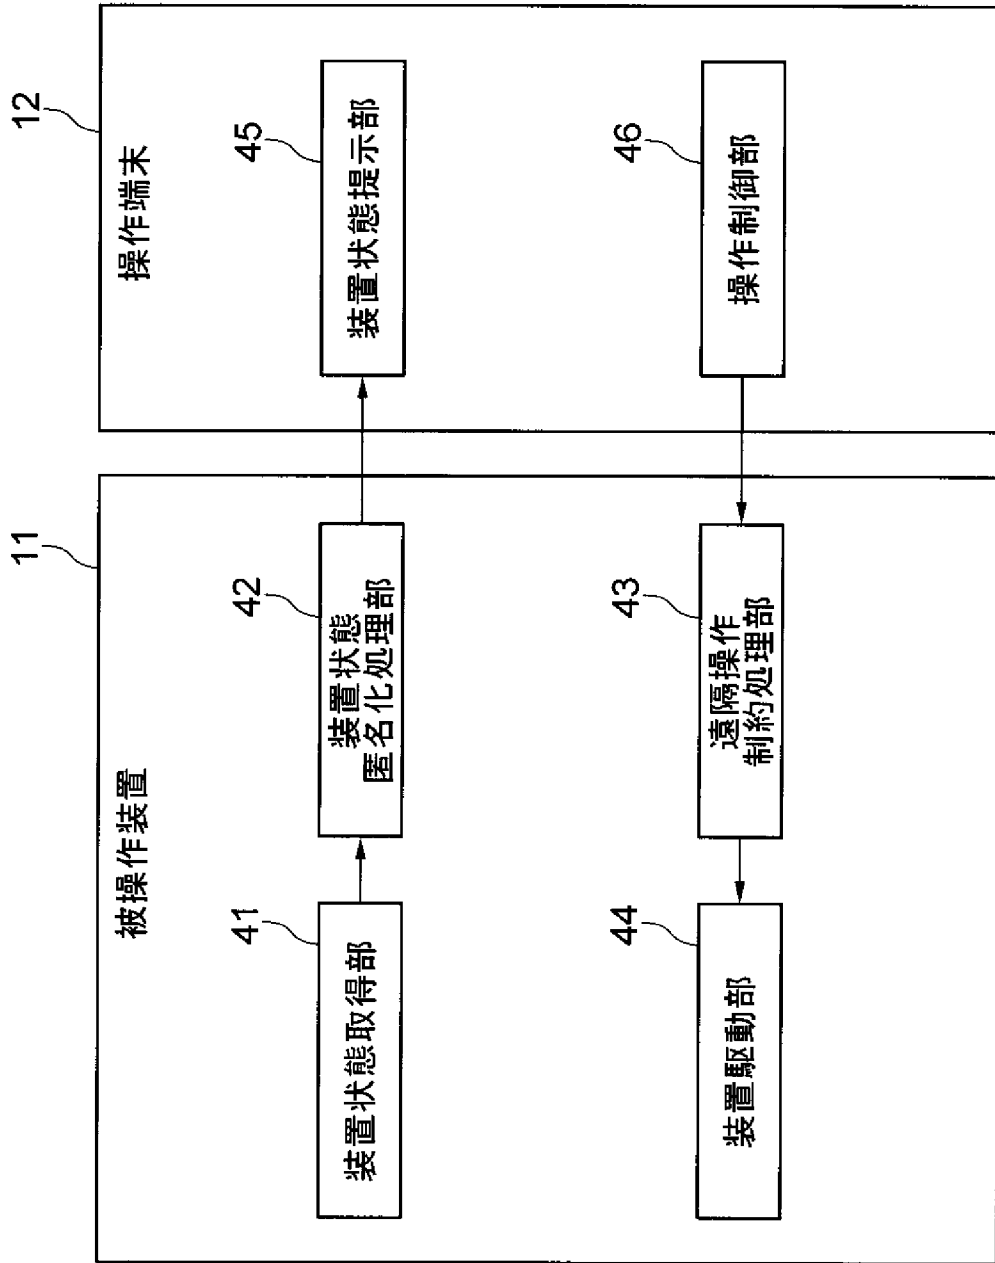 被操作装置
11
41
装置状態取得部
42
装置状態
匿名化処理部
44
装置駆動部
43
遠隔操作
制約処理部
操作端末
12
45
装置状態提示部
46
操作制御部